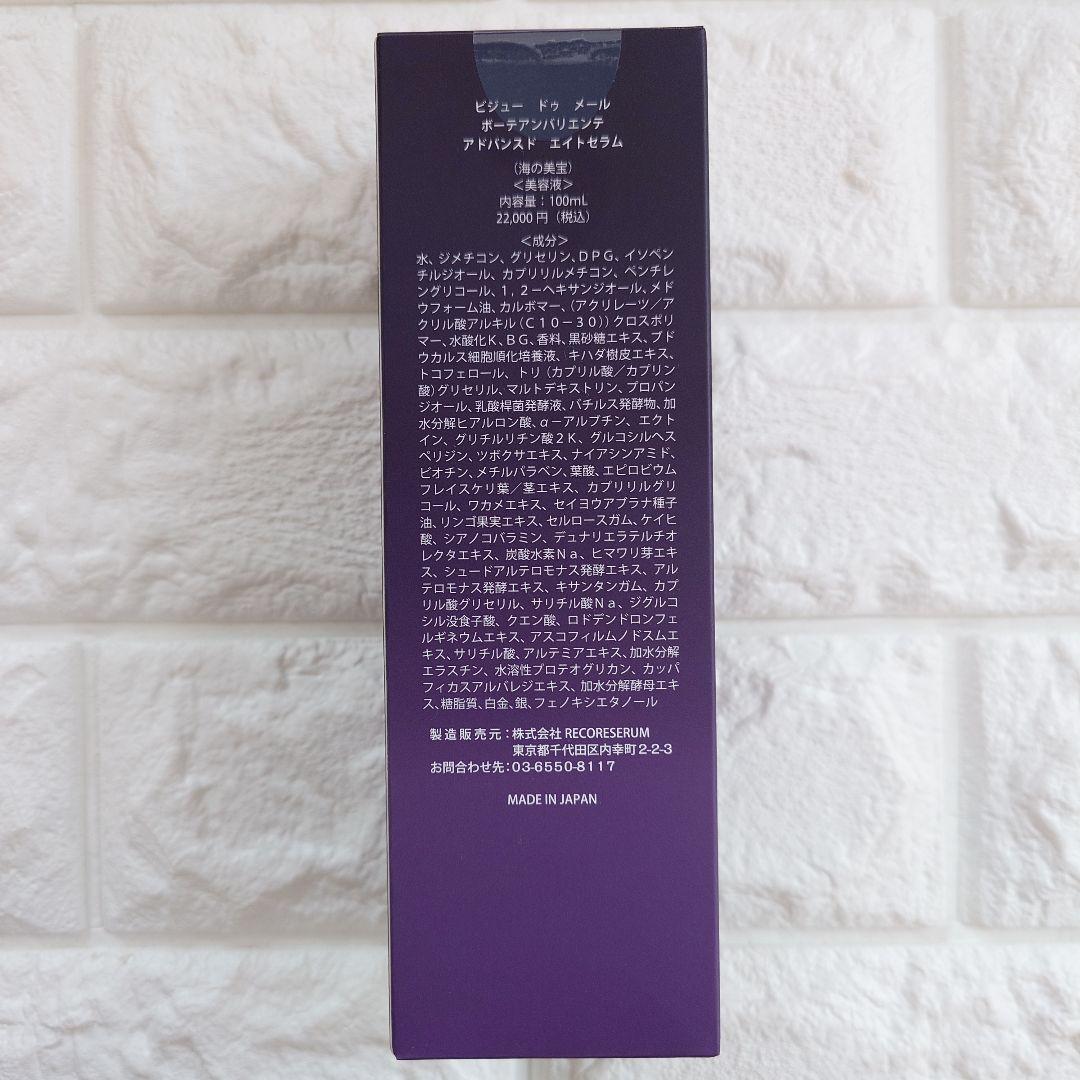 ビジュー　ドゥ　メール
ボーテアンバリエンテ
アドバンスド　エイトセラム
（海の美宝）
＜美容液＞
内容量：100mL
22,000 円（税込）
＜成分＞
水、ジメチコン、グリセリン、ＤＰＧ、イソペン
チルジオール、カプリリルメチコン、ペンチレ
ングリコール、１,２－ヘキサンジオール、メド
ウフォーム油、カルボマー、（アクリレーツ／ア
クリル酸アルキル（Ｃ１０－３０））クロスポリ
マー、水酸化Ｋ、ＢＧ、香料、黒砂糖エキス、ブド
ウカルス細胞順化培養液、キハダ樹皮エキス、
トコフェロール、トリ（カプリル酸／カプリン
酸）グリセリル、マルトデキストリン、プロパン
ジオール、乳酸桿菌発酵液、バチルス発酵物、加
水分解ヒアルロン酸、α－アルブチン、エクト
イン、グリチルリチン酸２Ｋ、グルコシルヘス
ペリジン、ツボクサエキス、ナイアシンアミド、
ビオチン、メチルパラベン、葉酸、エピロビウム
フレイスケリ葉／茎エキス、カプリリルグリ
コール、ワカメエキス、セイヨウアブラナ種子
油、リンゴ果実エキス、セルロースガム、ケイヒ
酸、シアノコバラミン、デュナリエラテルチオ
レクタエキス、炭酸水素Ｎａ、ヒマワリ芽エキ
ス、シュードアルテロモナス発酵エキス、アル
テロモナス発酵エキス、キサンタンガム、カプ
リル酸グリセリル、サリチル酸Ｎａ、ジグルコ
シル没食子酸、クエン酸、ロドデンドロンフェ
ルギネウムエキス、アスコフィルムノドスムエ
キス、サリチル酸、アルテミアエキス、加水分解
エラスチン、水溶性プロテオグリカン、カッパ
フィカスアルバレジエキス、加水分解酵母エキ
ス、糖脂質、白金、銀、フェノキシエタノール
製造販売元：株式会社 RECORESERUM
東京都千代田区内幸町2-2-3
お問合わせ先：03-6550-8117
MADE IN JAPAN